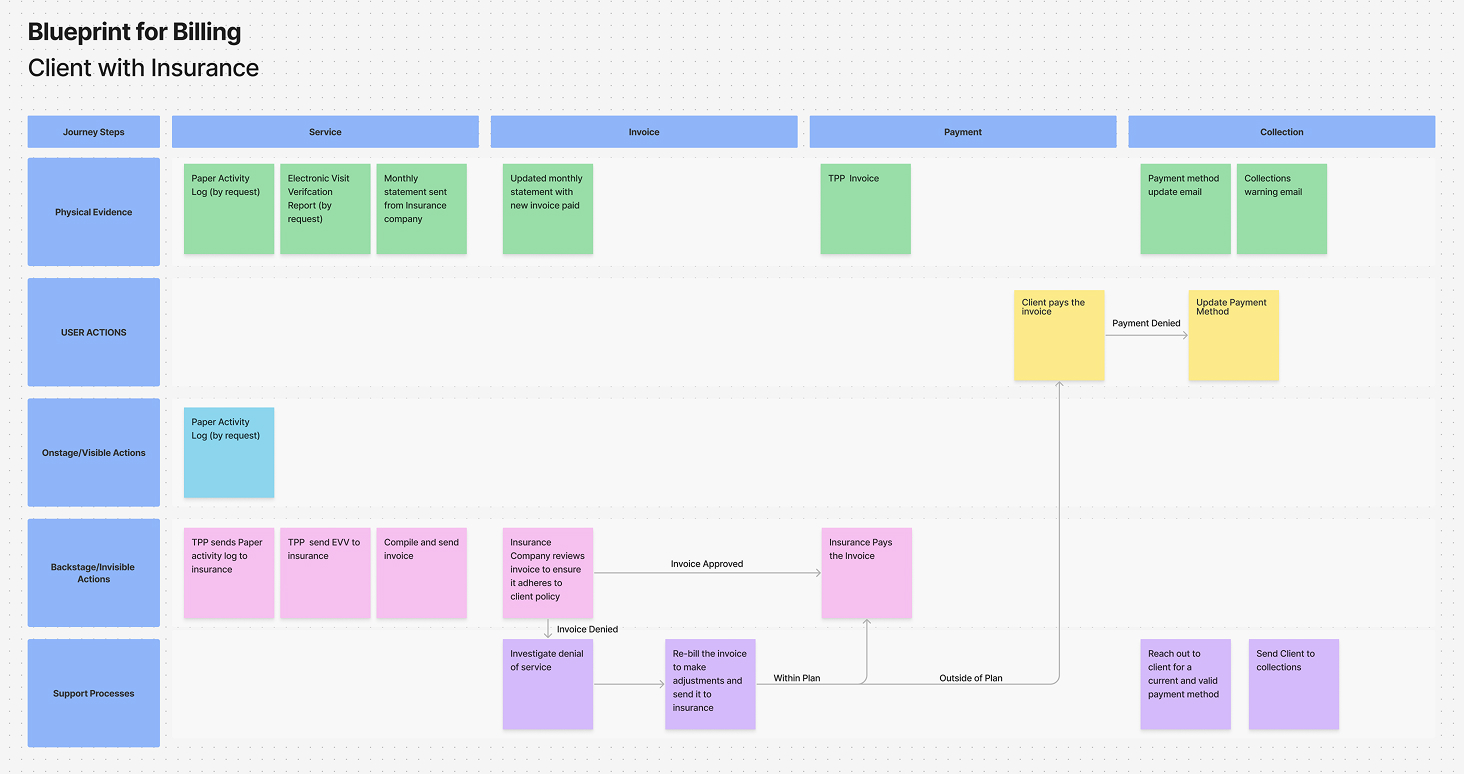 Blueprint for Billing
Client with Insurance
Journey Steps
Service
Invoice
Payment
Collection
Physical Evidence
Paper Activity
Log (by request)
Electronic Visit
Verifcation
Report (by
request)
Monthly
statement sent
from Insurance
company
Updated monthly
statement with
new invoice paid
TPP  Invoice
Payment method
update email
Collections
warning email
USER ACTIONS
Client pays the
invoice
Payment Denied
Update Payment
Method
Onstage/Visible Actions
Paper Activity
Log (by request)
Backstage/Invisible
Actions
TPP sends Paper
activity log to
insurance
TPP  send EVV to
insurance
Compile and send
invoice
Insurance
Company reviews
invoice to ensure
it adheres to
client policy
Invoice Approved
Insurance Pays
the Invoice
Invoice Denied
Support Processes
Investigate denial
of service
Re-bill the invoice
to make
adjustments and
send it to
insurance
Within Plan
Outside of Plan
Reach out to
client for a
current and valid
payment method
Send Client to
collections